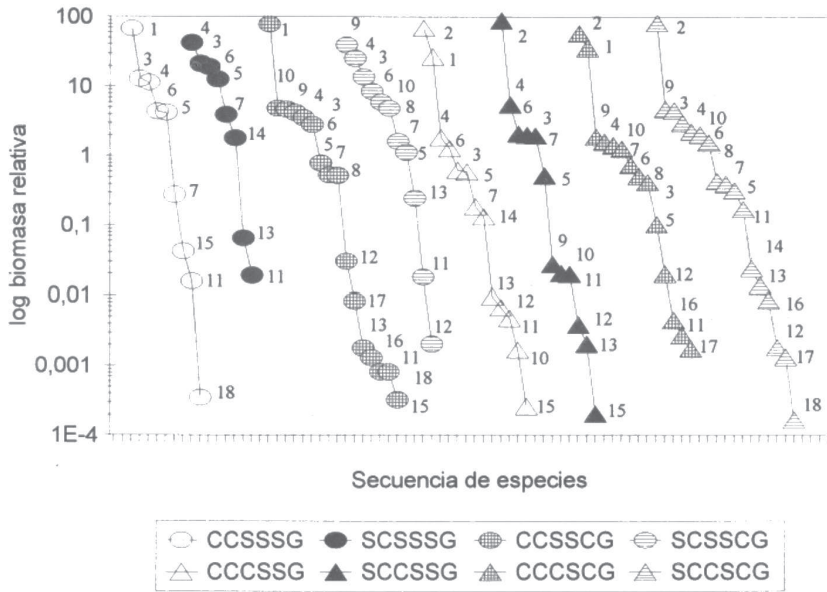 100
10
1
0,1
0,01
0,001
1E-4
log biomasa relativa
1 3 4 6 5 7 15 11 18
4 3 6 5 7 14 13 11
1 10 9 4 3 6 5 7 8 12 17 13 16 11 18 15
9 4 3 6 10 8 7 5 13 11 12
2 1 4 6 3 5 7 14 13 12 11 10 15
2 4 6 3 7 5 9 10 11 12 13 15
2 1 9 4 10 7 6 8 3 5 12 16 11 17
2 9 3 4 10 6 8 7 5 11 14 13 16 12 17 18
Secuencia de especies
CCSSSG SCSSSG CCSSCG SCSSCG
CCCSSG SCCSSG CCCSCG SCCSCG